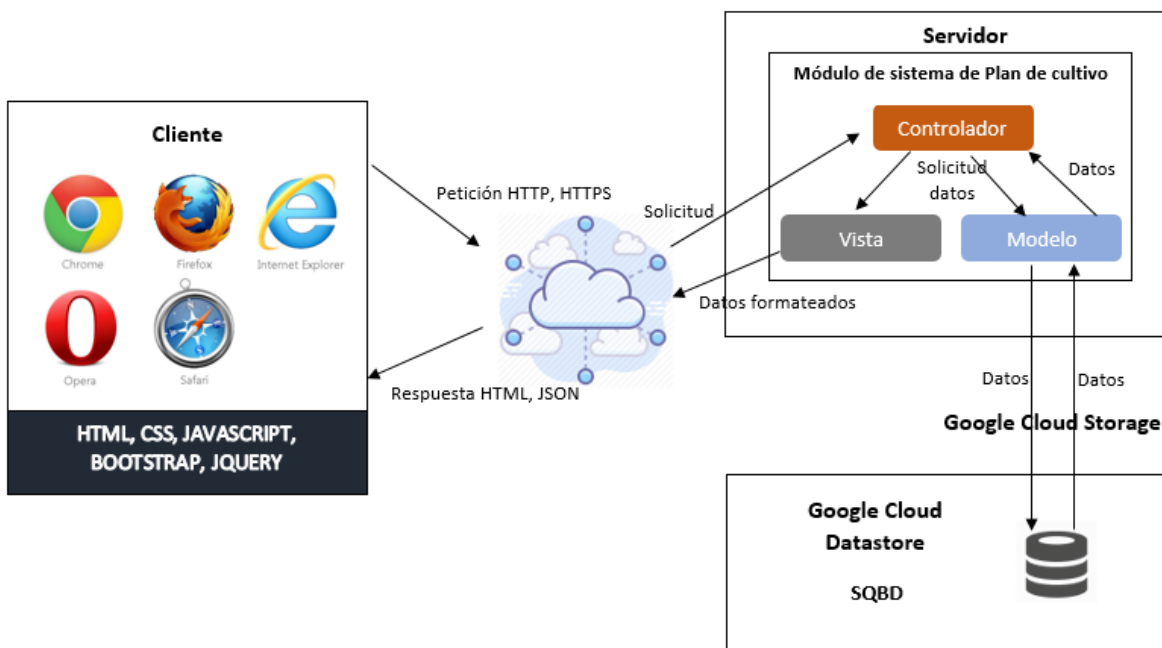 Cliente
Chrome
Firefox
Internet Explorer
Opera
Safari
HTML, CSS, JAVASCRIPT,
BOOTSTRAP, JQUERY
Petición HTTP, HTTPS
Respuesta HTML, JSON
Solicitud
Datos formateados
Servidor
Módulo de sistema de Plan de cultivo
Controlador
Solicitud
datos
Datos
Vista
Modelo
Datos
Datos
Google Cloud Storage
Google Cloud
Datastore
SQBD